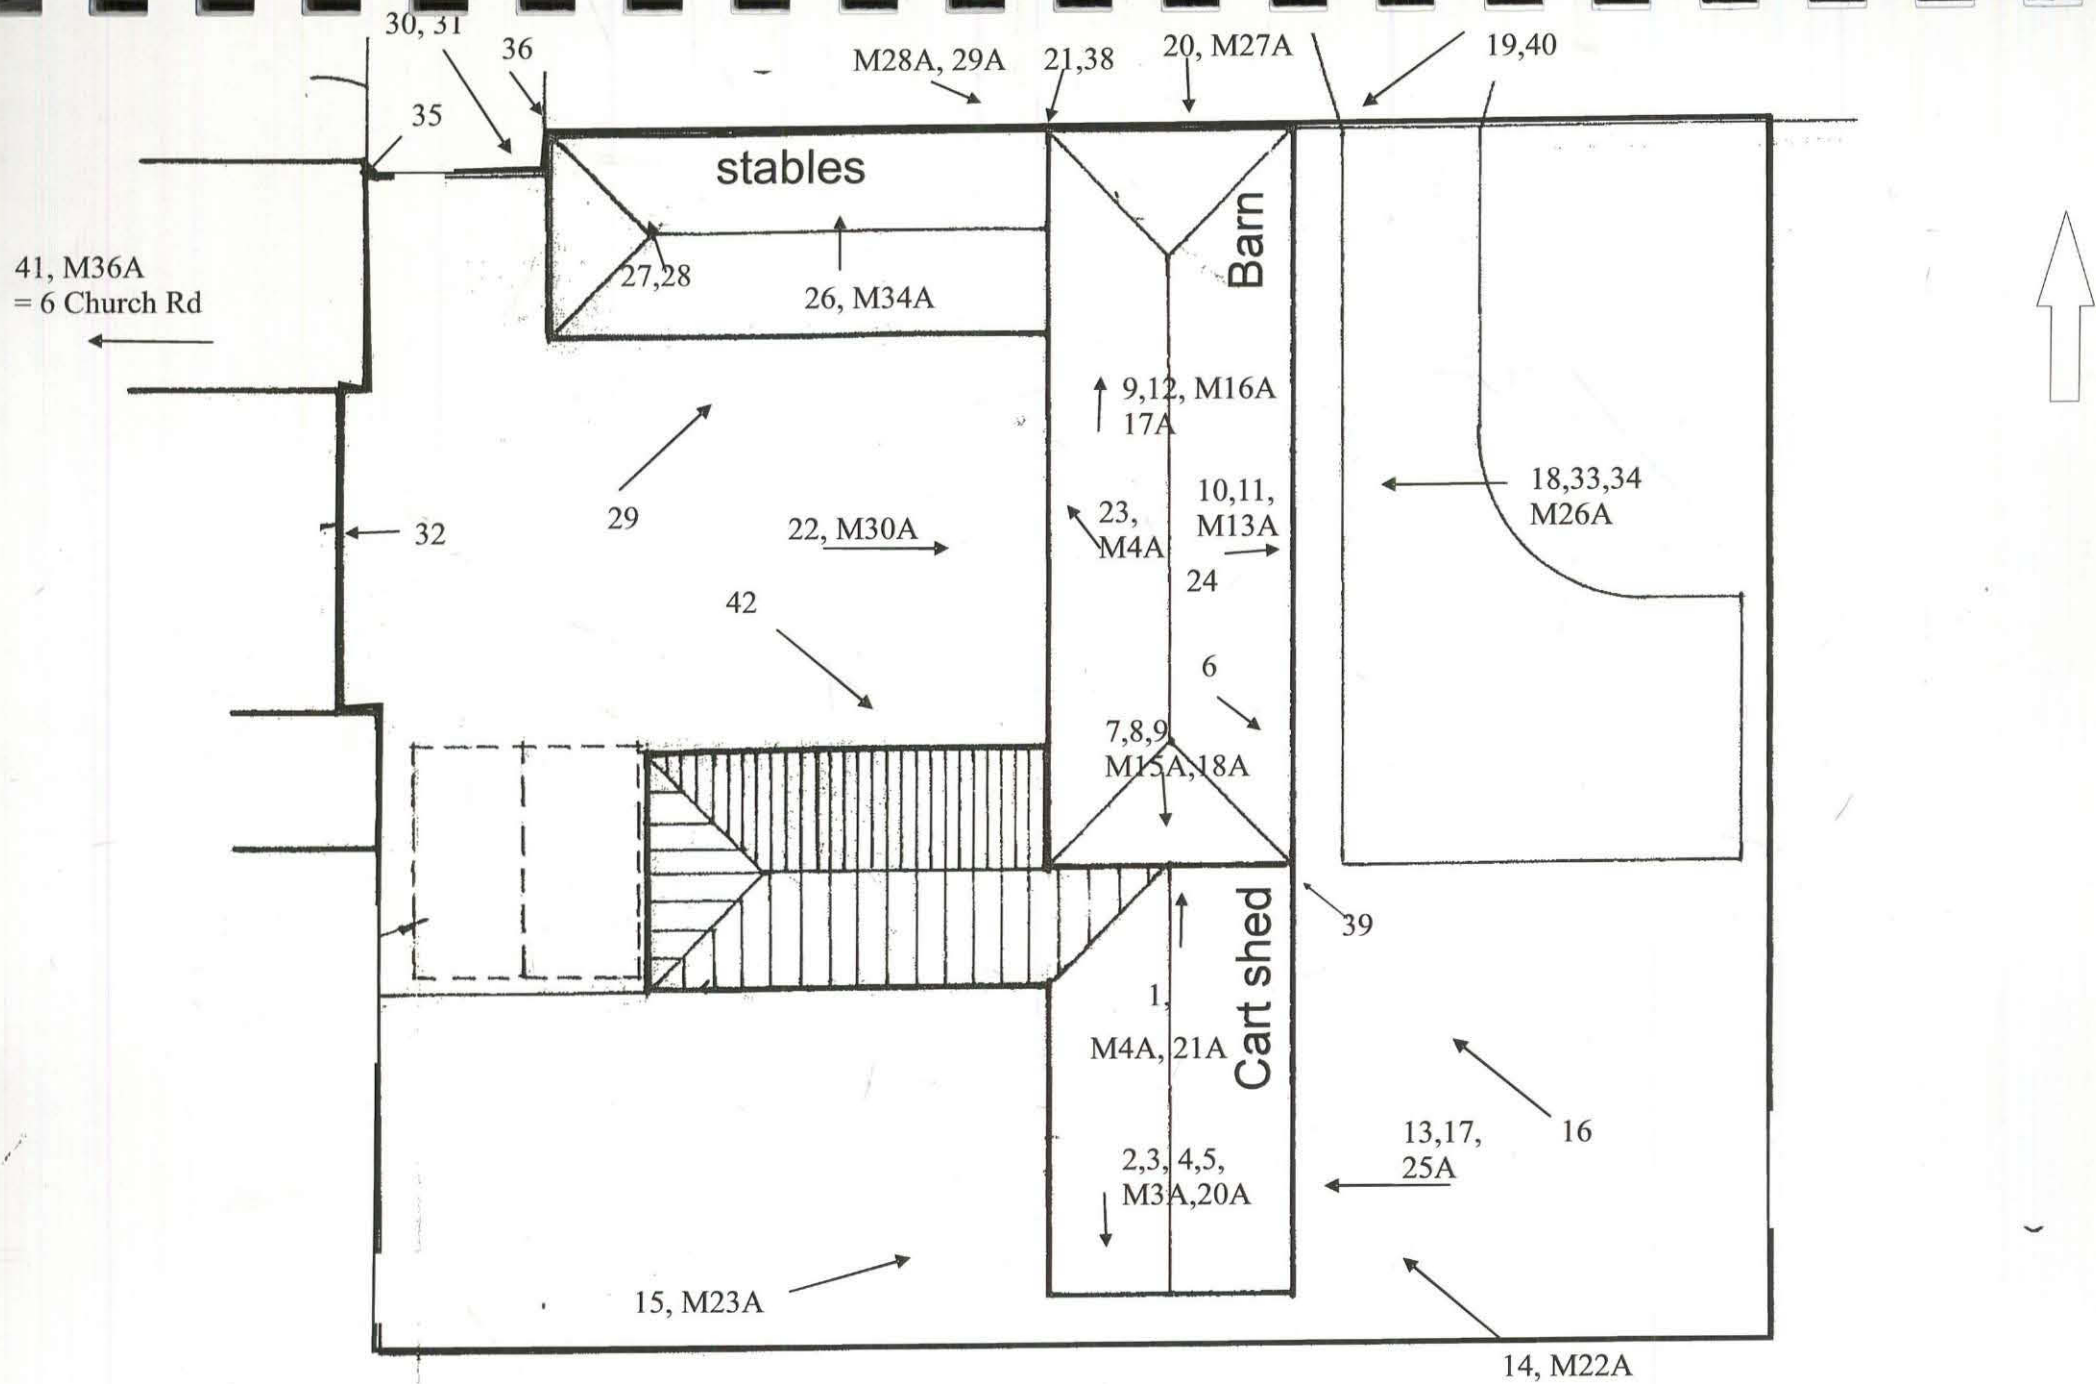 30, 31
36
M28A, 29A
21,38
20, M27A
19,40
35
stables
Barn
41, M36A
= 6 Church Rd
27,28
26, M34A
9,12, M16A
17A
18,33,34
M26A
10,11,
M13A
23,
M4A
29
32
22, M30A
24
42
6
7,8,9
M15A,18A
39
Cart shed
1,
M4A, 21A
16
13,17,
25A
2,3, 4,5,
M3A,20A
15, M23A
14, M22A